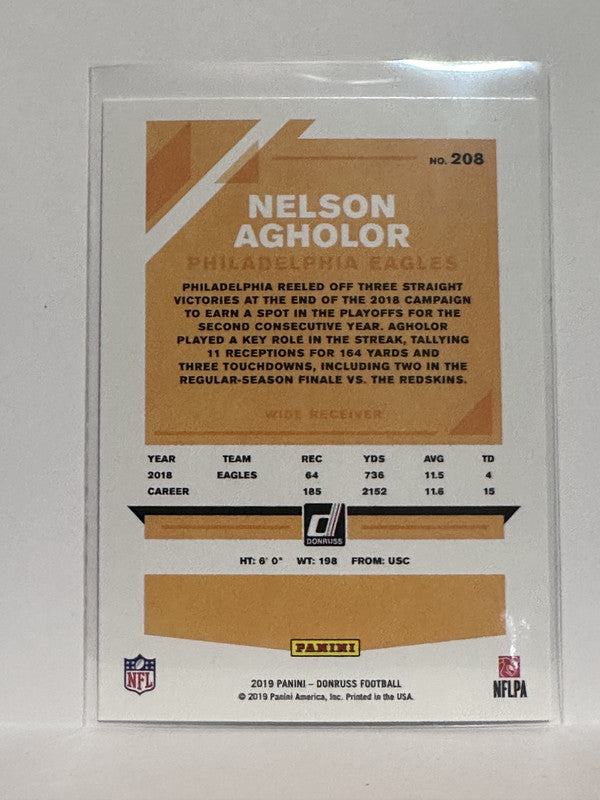 NO. 208
NELSON
AGHOLOR
PHILADELPHIA EAGLES
PHILADELPHIA REELED OFF THREE STRAIGHT
VICTORIES AT THE END OF THE 2018 CAMPAIGN
TO EARN A SPOT IN THE PLAYOFFS FOR THE
SECOND CONSECUTIVE YEAR. AGHOLOR
PLAYED A KEY ROLE IN THE STREAK, TALLYING
11 RECEPTIONS FOR 164 YARDS AND
THREE TOUCHDOWNS, INCLUDING TWO IN THE
REGULAR-SEASON FINALE VS. THE REDSKINS.
WIDE RECEIVER
YEAR TEAM REC YDS AVG TD
2018 EAGLES 64 736 11.5 4
CAREER 185 2152 11.6 15
d
DONRUSS
HT: 6' 0" WT: 198 FROM: USC
PANINI
NFL
NFLPA
2019 PANINI – DONRUSS FOOTBALL
© 2019 Panini America, Inc. Printed in the USA.